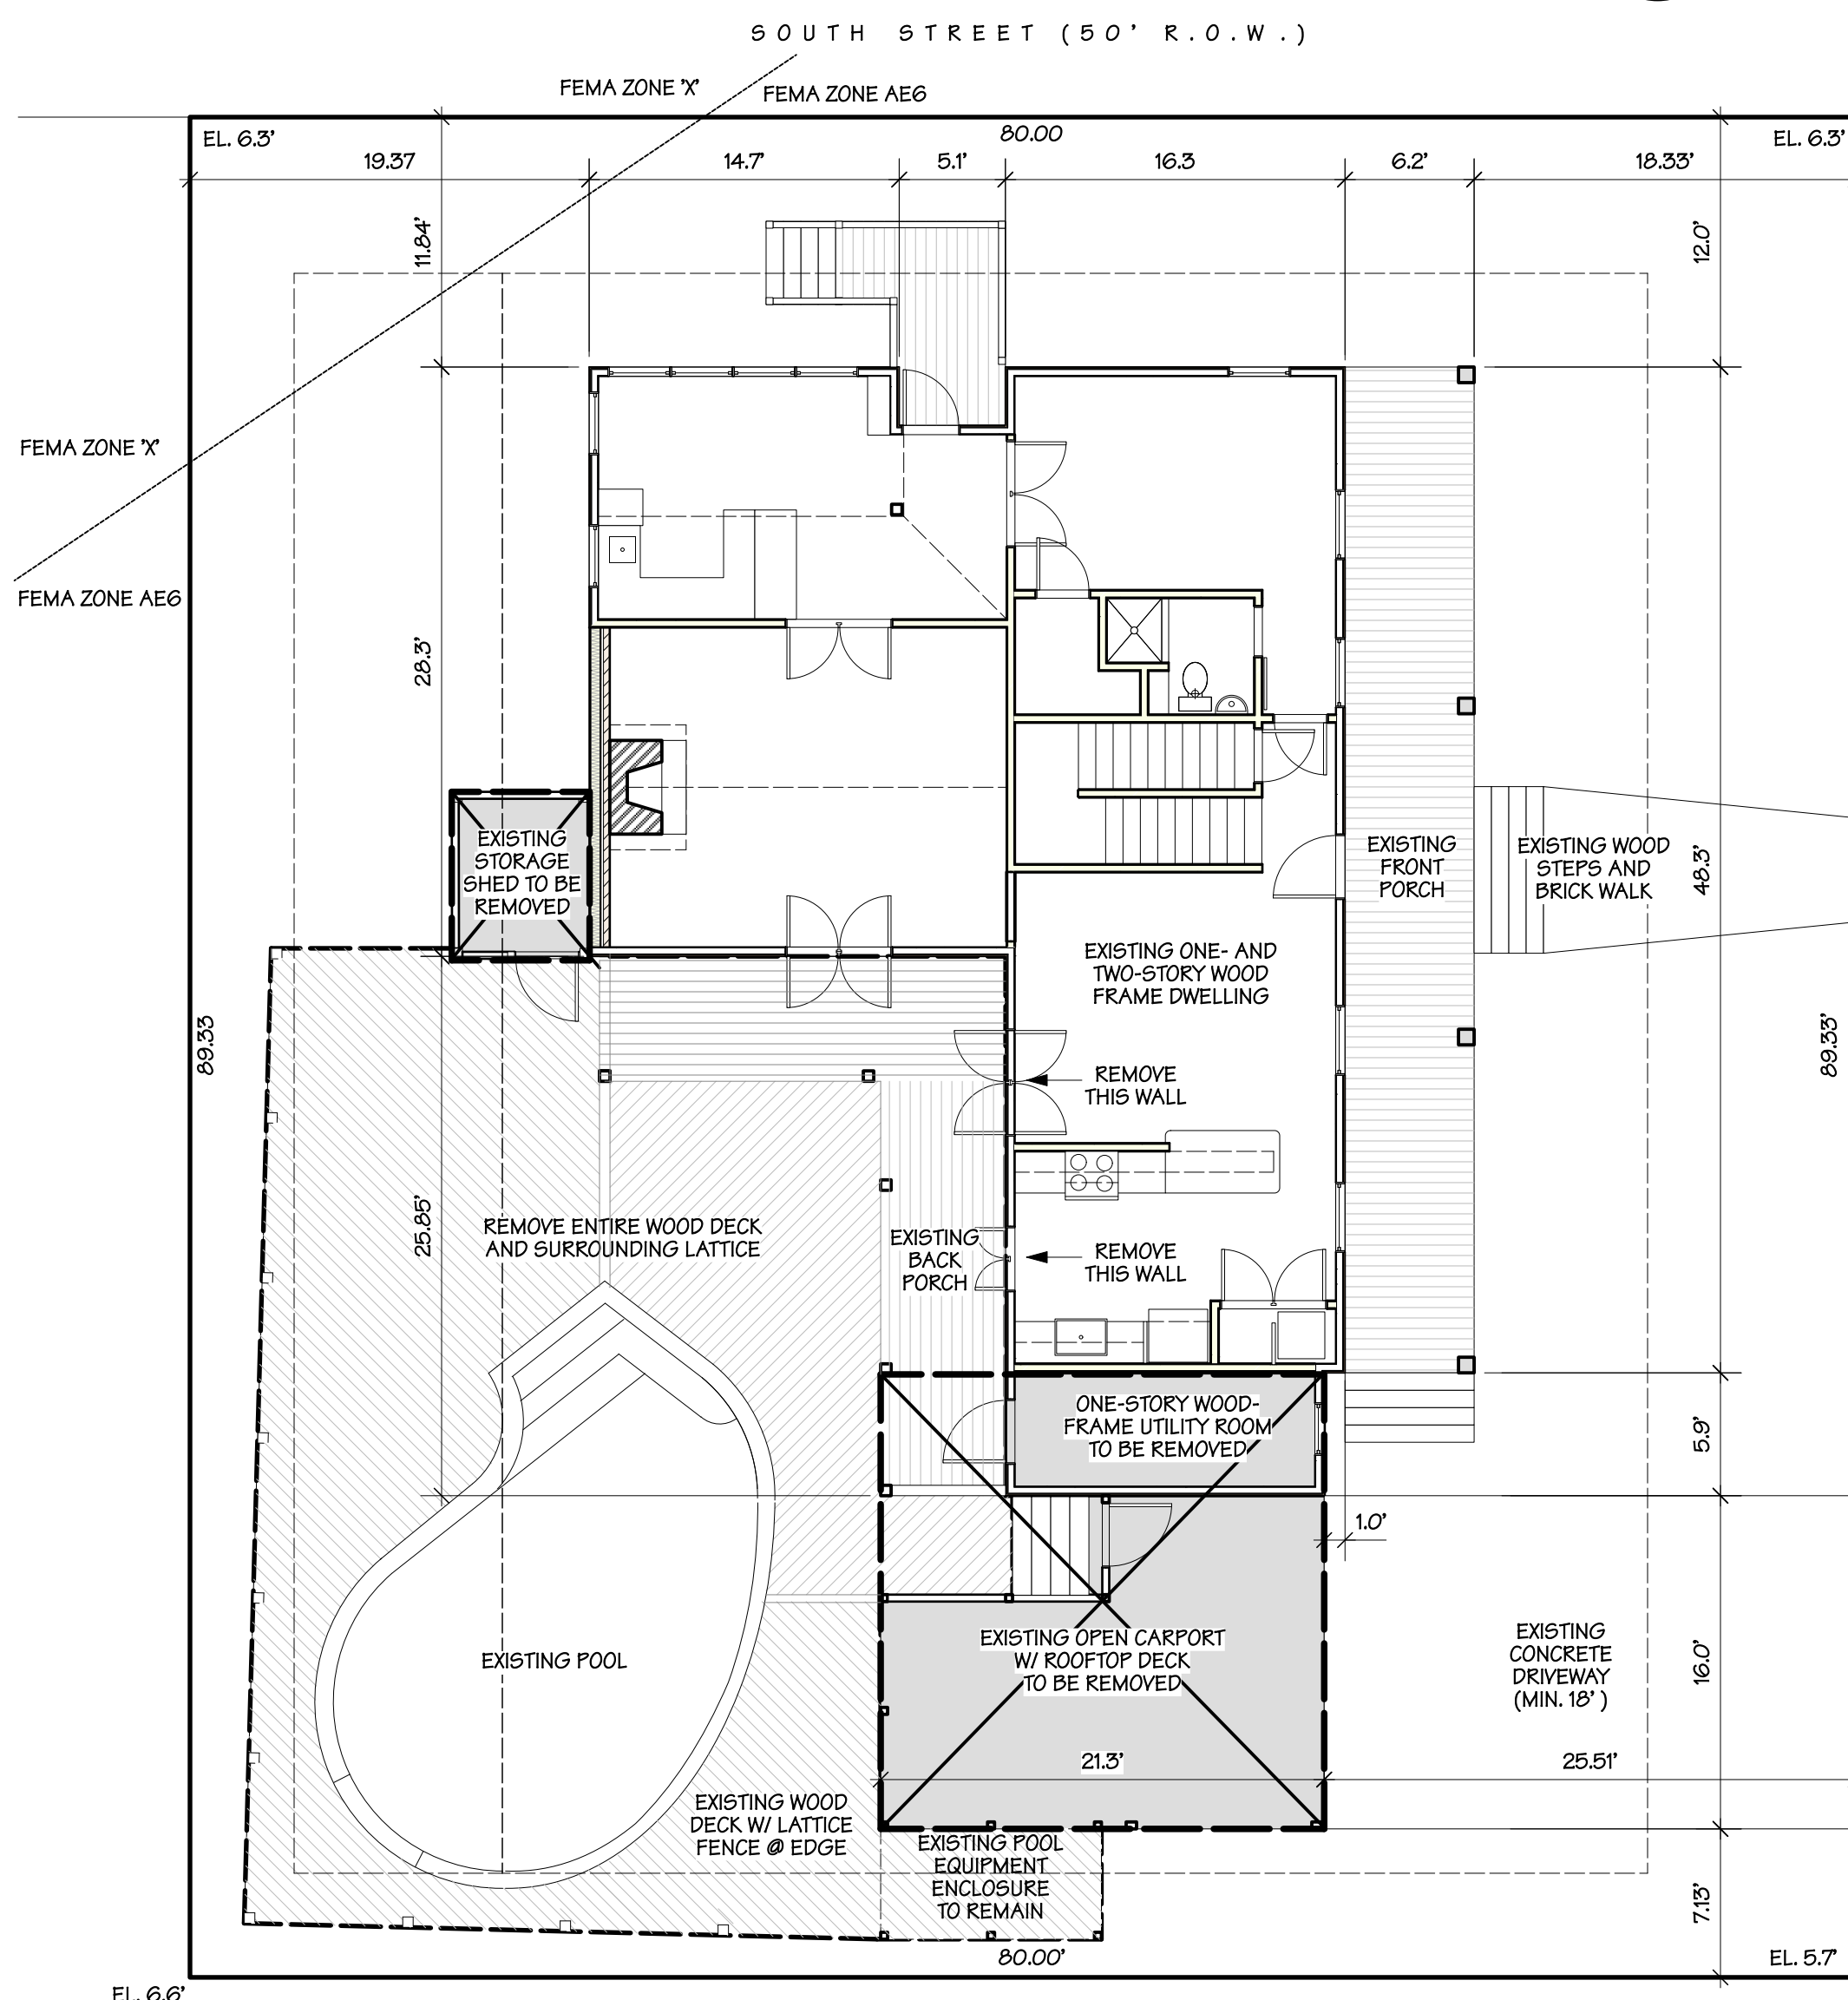 SOUTH STREET (50' R.O.W.)
FEMA ZONE 'X'
FEMA ZONE AE6
EL. 6.3'
80.00
EL. 6.3'
19.37
14.7'
5.1'
16.3
6.2'
18.33'
11.84'
12.0'
FEMA ZONE 'X'
FEMA ZONE AE6
28.3'
EXISTING
STORAGE
SHED TO BE
REMOVED
EXISTING
FRONT
PORCH
EXISTING WOOD
STEPS AND
BRICK WALK
48.3'
EXISTING ONE- AND
TWO-STORY WOOD
FRAME DWELLING
89.33
89.33'
REMOVE
THIS WALL
25.85'
REMOVE ENTIRE WOOD DECK
AND SURROUNDING LATTICE
EXISTING
BACK
PORCH
REMOVE
THIS WALL
ONE-STORY WOOD-
FRAME UTILITY ROOM
TO BE REMOVED
5.9'
1.0'
EXISTING POOL
EXISTING OPEN CARPORT
W/ ROOFTOP DECK
TO BE REMOVED
EXISTING
CONCRETE
DRIVEWAY
(MIN. 18' )
16.0'
21.3'
25.51'
EXISTING WOOD
DECK W/ LATTICE
FENCE @ EDGE
EXISTING POOL
EQUIPMENT
ENCLOSURE
TO REMAIN
7.13'
80.00'
EL. 5.7'
EL. 6.6'